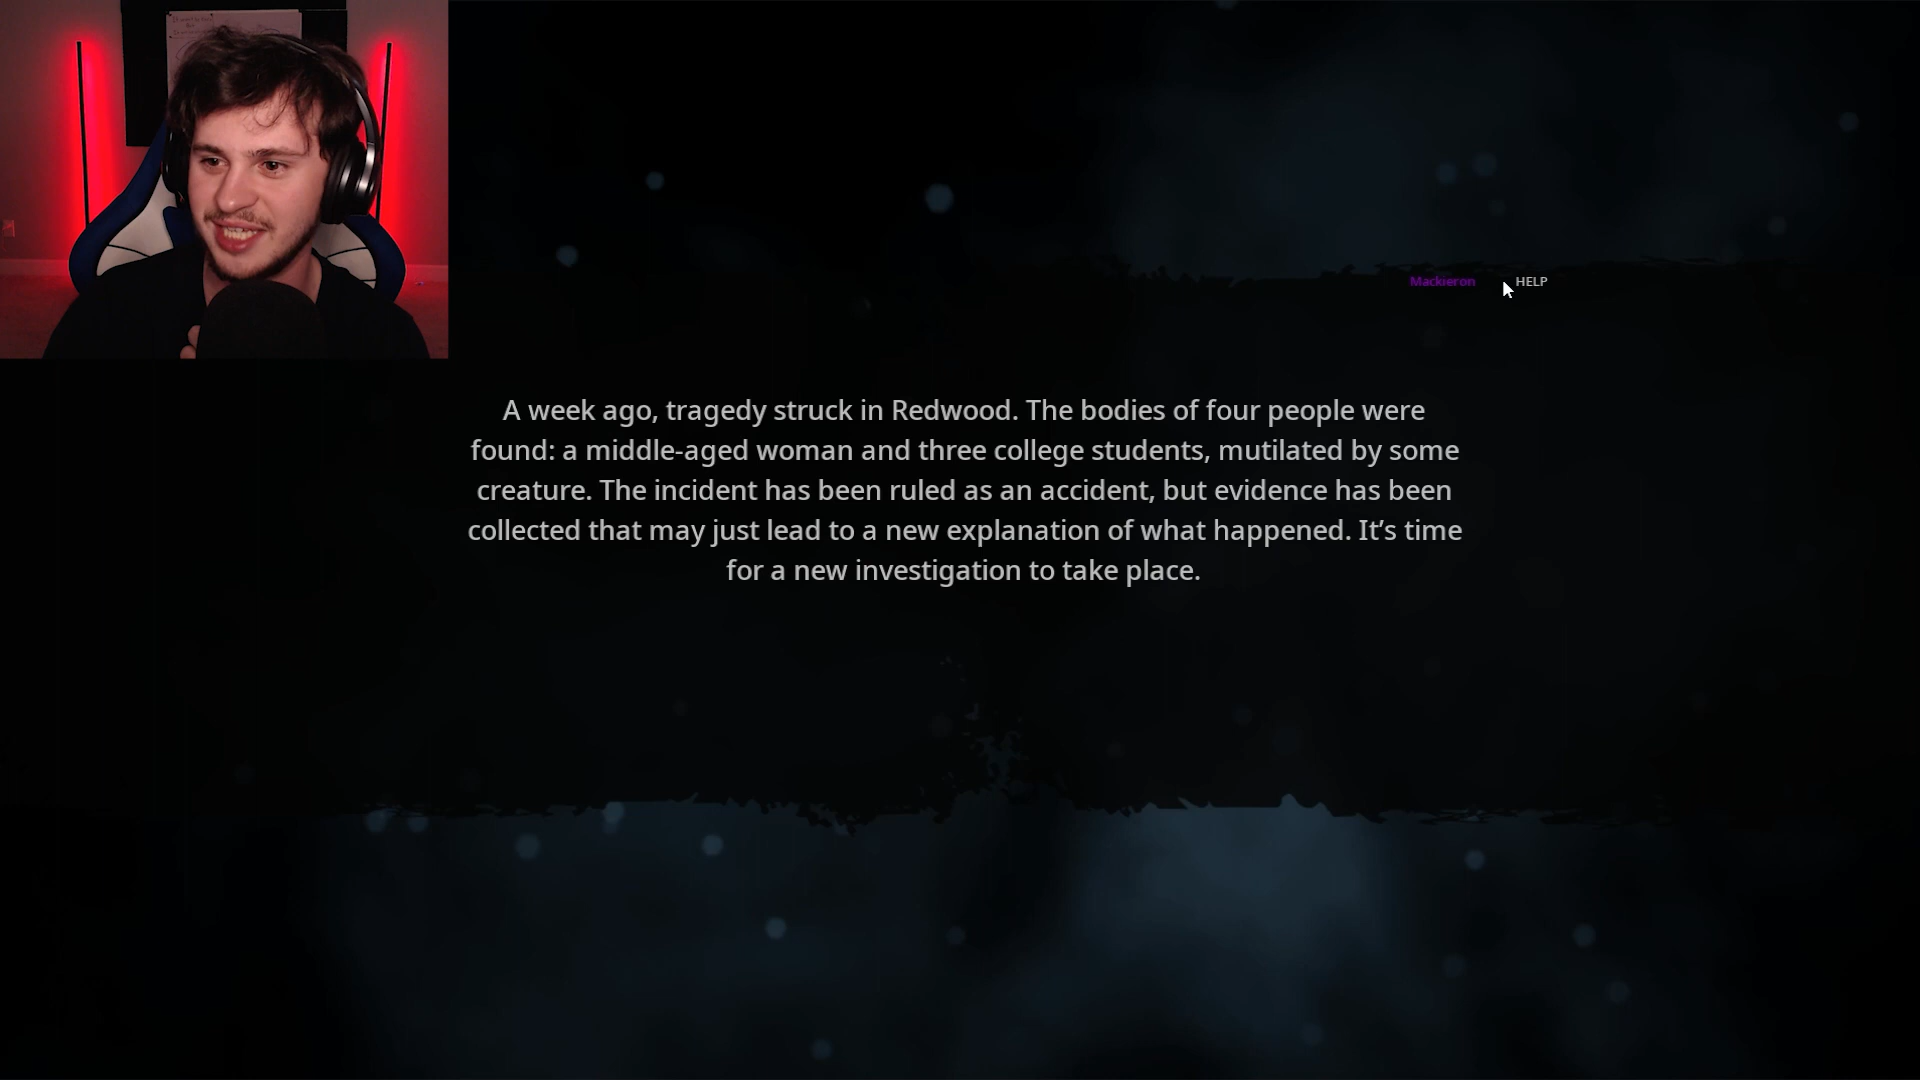 Mackieron HELP
A week ago, tragedy struck in Redwood. The bodies of four people were
found: a middle-aged woman and three college students, mutilated by some
creature. The incident has been ruled as an accident, but evidence has been
collected that may just lead to a new explanation of what happened. It’s time
for a new investigation to take place.